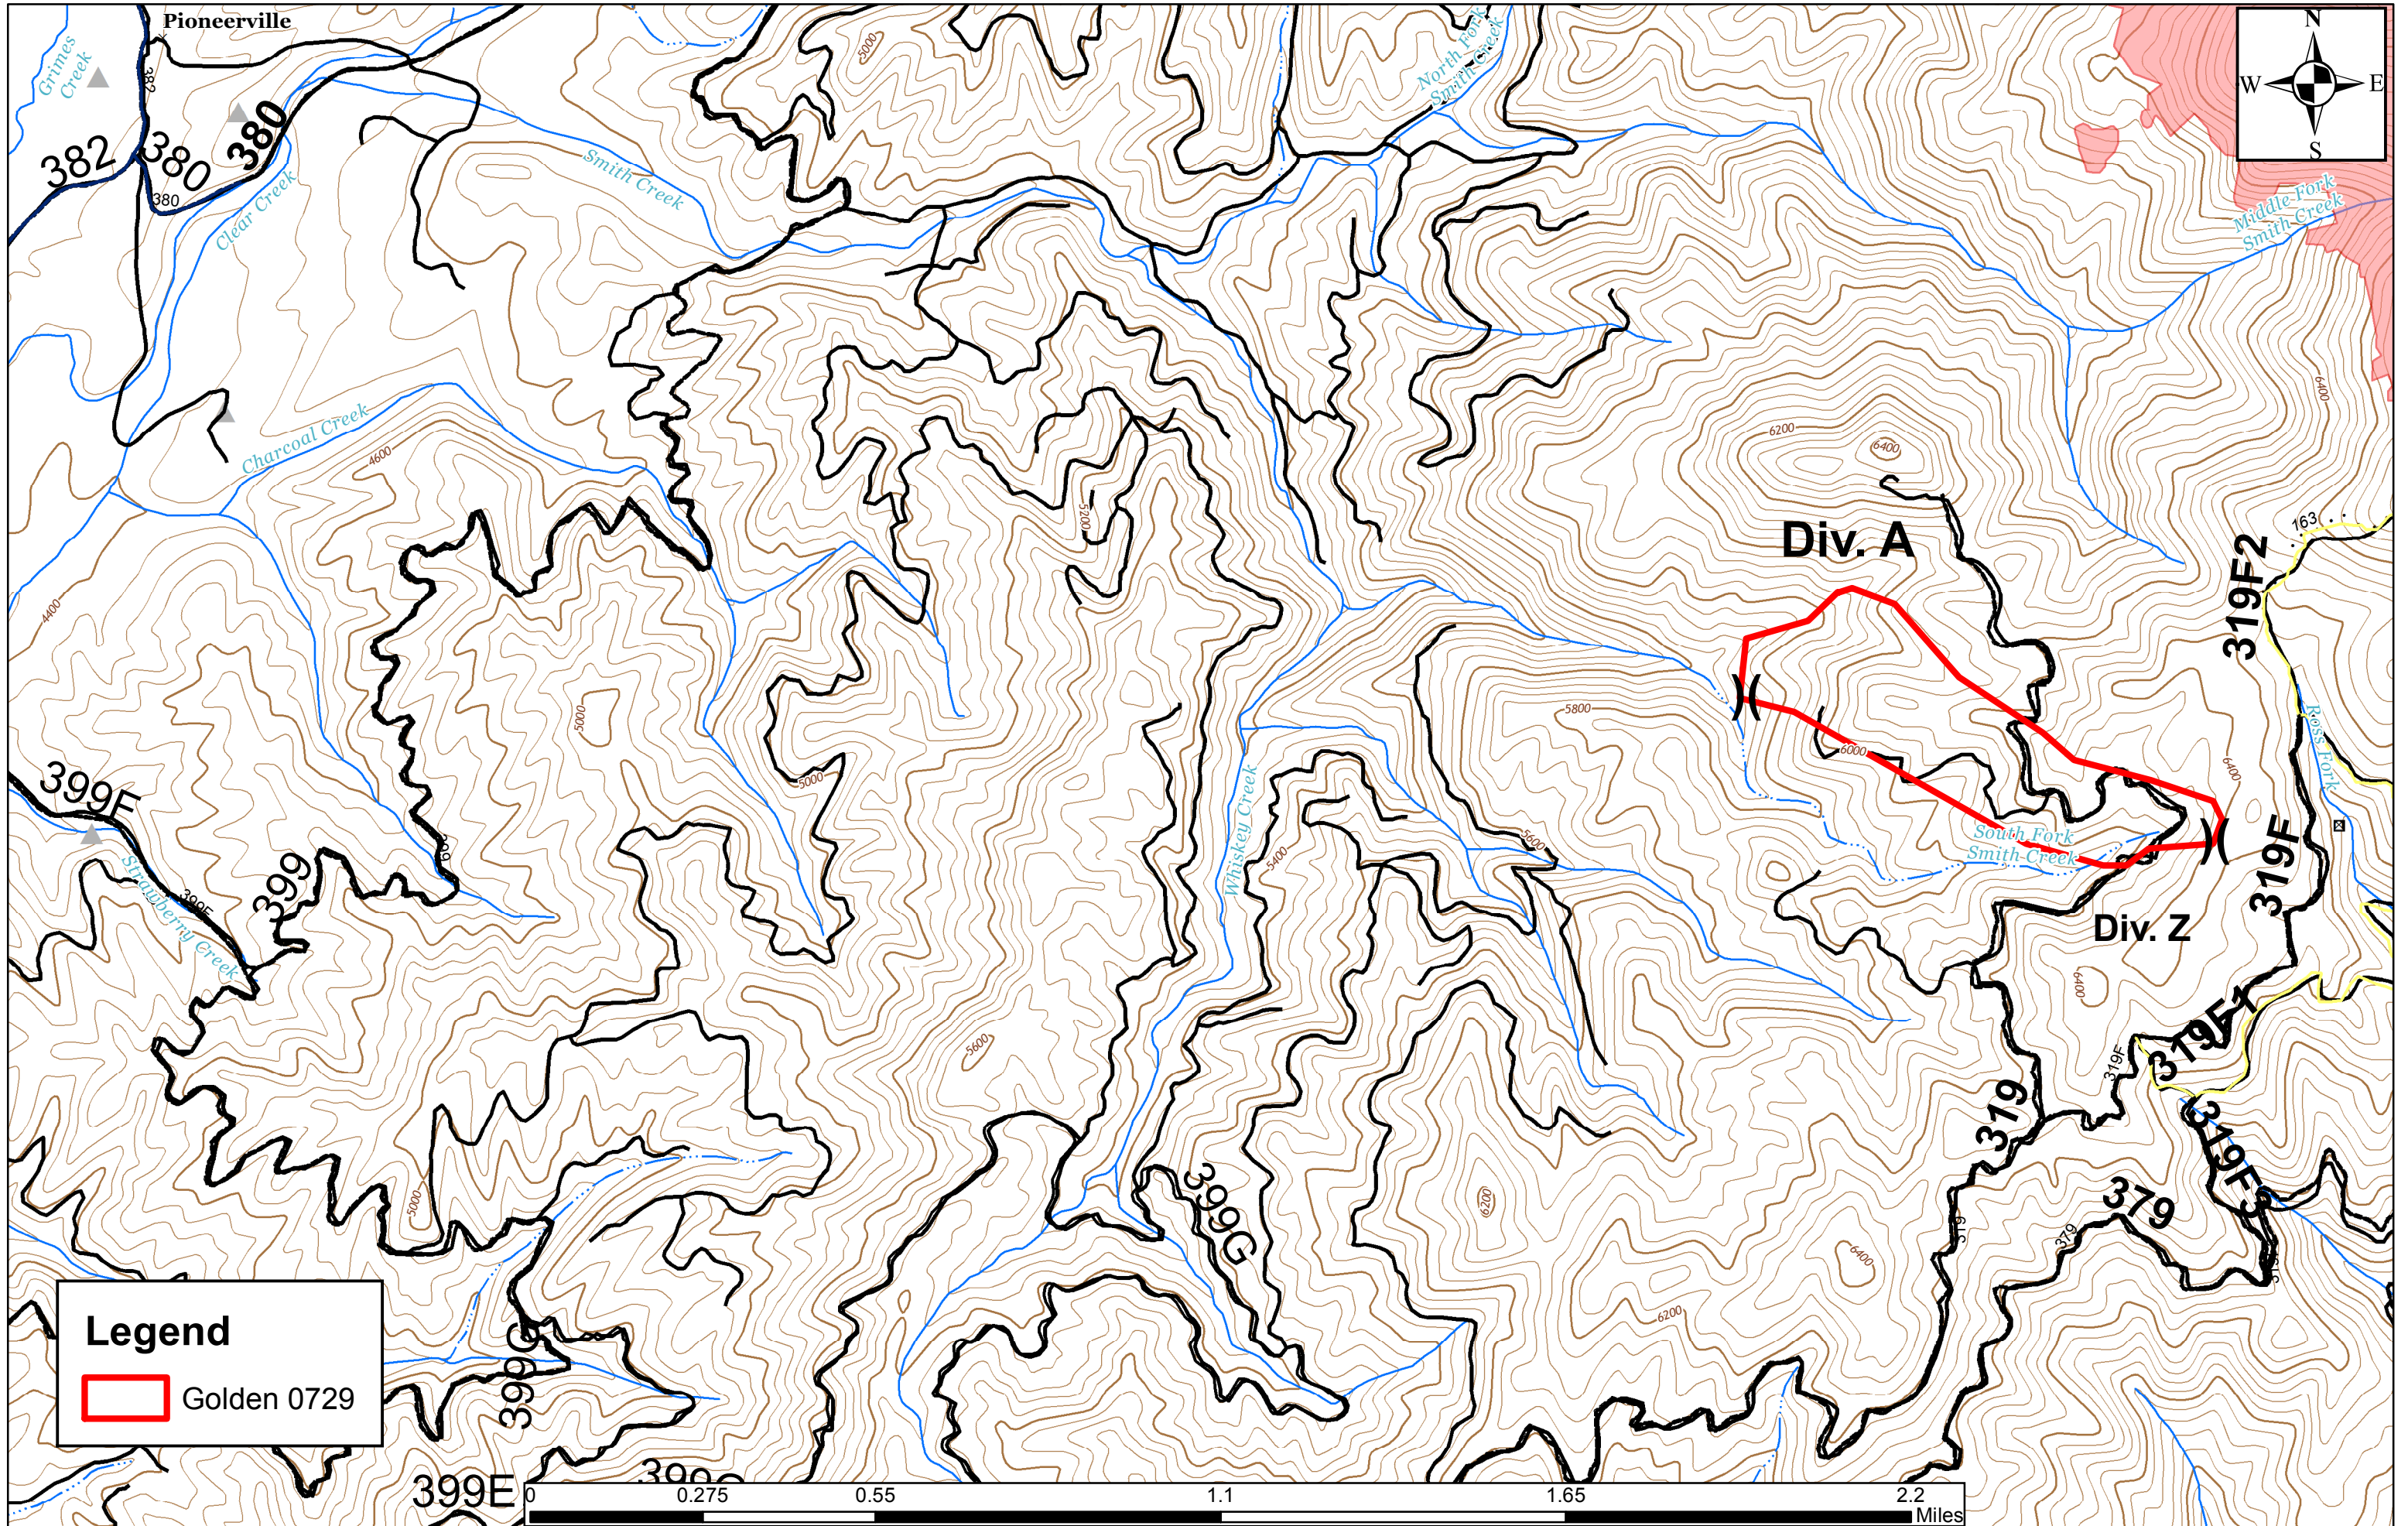 Pioneerville
N
W
E
S
Grimes
Creek
382
5000
North Fork
Smith Creek
382
380
380
380
Clear Creek
Smith Creek
Middle Fork
Smith Creek
6400
Charcoal Creek
4600
6200
6400
5200
163
Div. A
319F2
4400
5000
5800
6000
Ross Fork
6400
5000
399F
Whiskey Creek
5600
South Fork
Smith Creek
319F
399
5400
Strawberry Creek
399F
399
Div. Z
6400
5600
319F1
319F
319
319F3
5000
399G
6200
379
319
379
6400
6200
Legend
Golden 0729
399G
399E
0
0.275
0.55
1.1
1.65
2.2
Miles